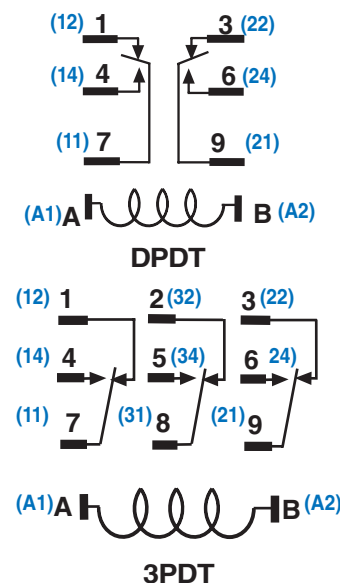 (12) 1 3 (22)
(14) 4 6 (24)
(11) 7 9 (21)
(A1) A B (A2)
DPDT
(12) 1 2 (32) 3 (22)
(14) 4 5 (34) 6 24)
(11) 7 (31) 8 (21) 9
(A1) A B (A2)
3PDT